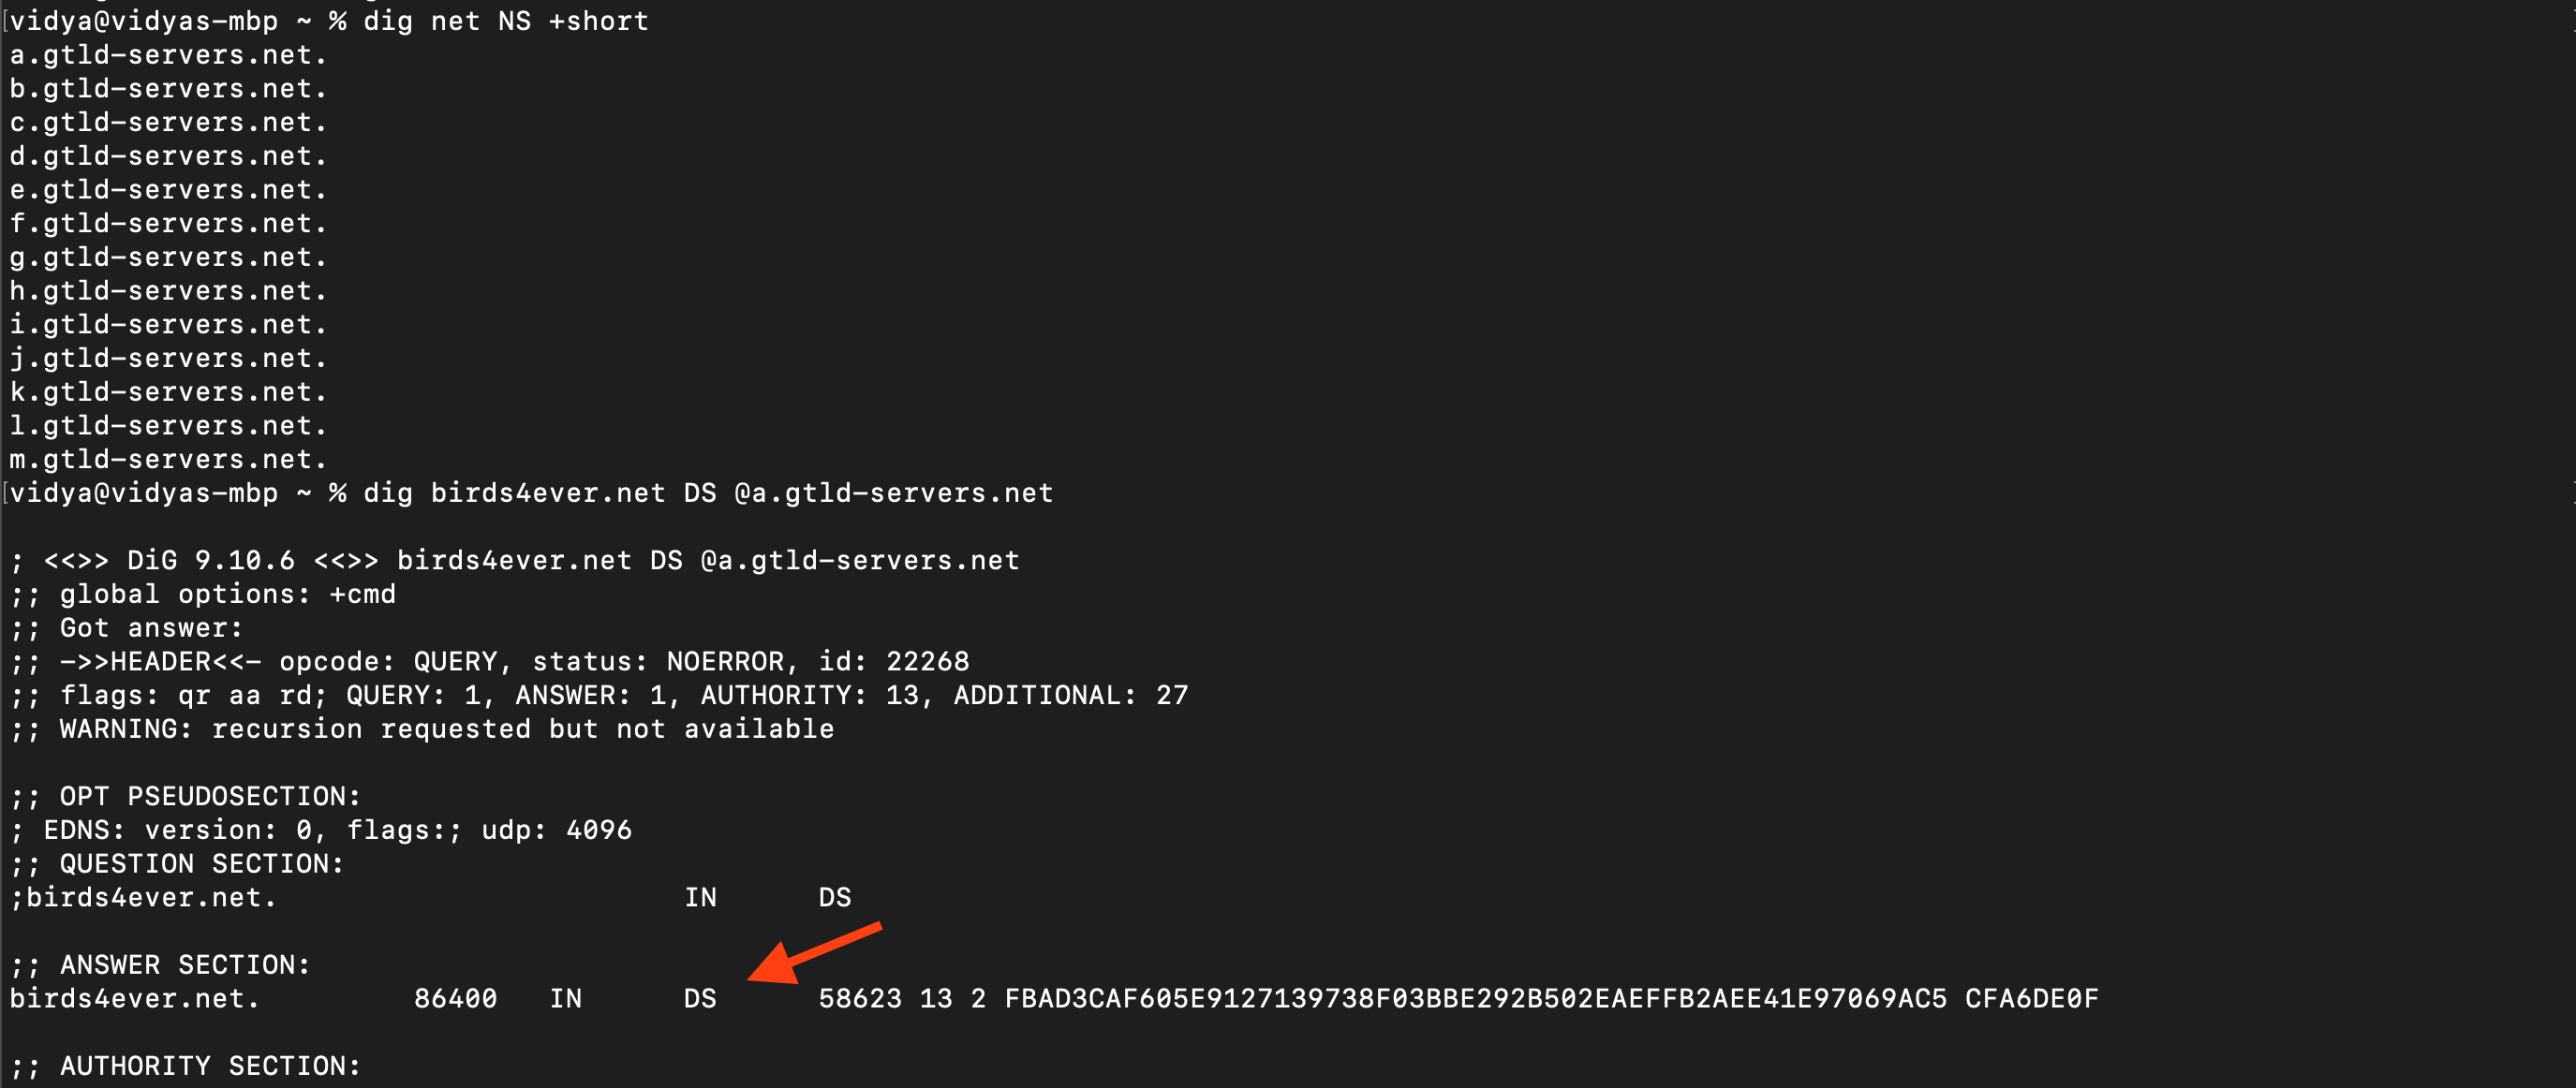 [vidya@vidyas-mbp ~ % dig net NS +short
a.gtld-servers.net.
b.gtld-servers.net.
c.gtld-servers.net.
d.gtld-servers.net.
e.gtld-servers.net.
f.gtld-servers.net.
g.gtld-servers.net.
h.gtld-servers.net.
i.gtld-servers.net.
j.gtld-servers.net.
k.gtld-servers.net.
l.gtld-servers.net.
m.gtld-servers.net.
[vidya@vidyas-mbp ~ % dig birds4ever.net DS @a.gtld-servers.net
; <<>> DiG 9.10.6 <<>> birds4ever.net DS @a.gtld-servers.net
;; global options: +cmd
;; Got answer:
;; ->>HEADER<<- opcode: QUERY, status: NOERROR, id: 22268
;; flags: qr aa rd; QUERY: 1, ANSWER: 1, AUTHORITY: 13, ADDITIONAL: 27
;; WARNING: recursion requested but not available
;; OPT PSEUDOSECTION:
; EDNS: version: 0, flags:; udp: 4096
;; QUESTION SECTION:
;birds4ever.net. IN DS
;; ANSWER SECTION:
birds4ever.net. 86400 IN DS 58623 13 2 FBAD3CAF605E9127139738F03BBE292B502EAEFFB2AEE41E97069AC5 CFA6DE0F
;; AUTHORITY SECTION: